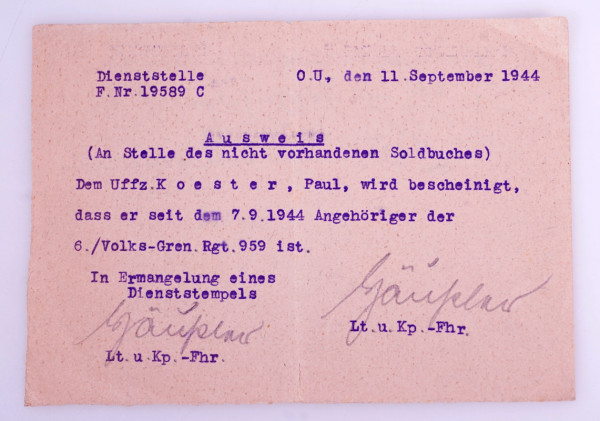 Dienststelle O.U., den 11.September 1944
F.Nr.19589 C
A u s w e i s
(An Stelle des nicht vorhandenen Soldbuches)
Dem Uffz.K o e s t e r , Paul, wird bescheinigt,
dass er seit dem 7.9.1944 Angehöriger der
6./Volks-Gren.Rgt.959 ist.
In Ermangelung eines
Dienststempels
Lt.u.Kp.-Fhr.
Lt.u.Kp.-Fhr.